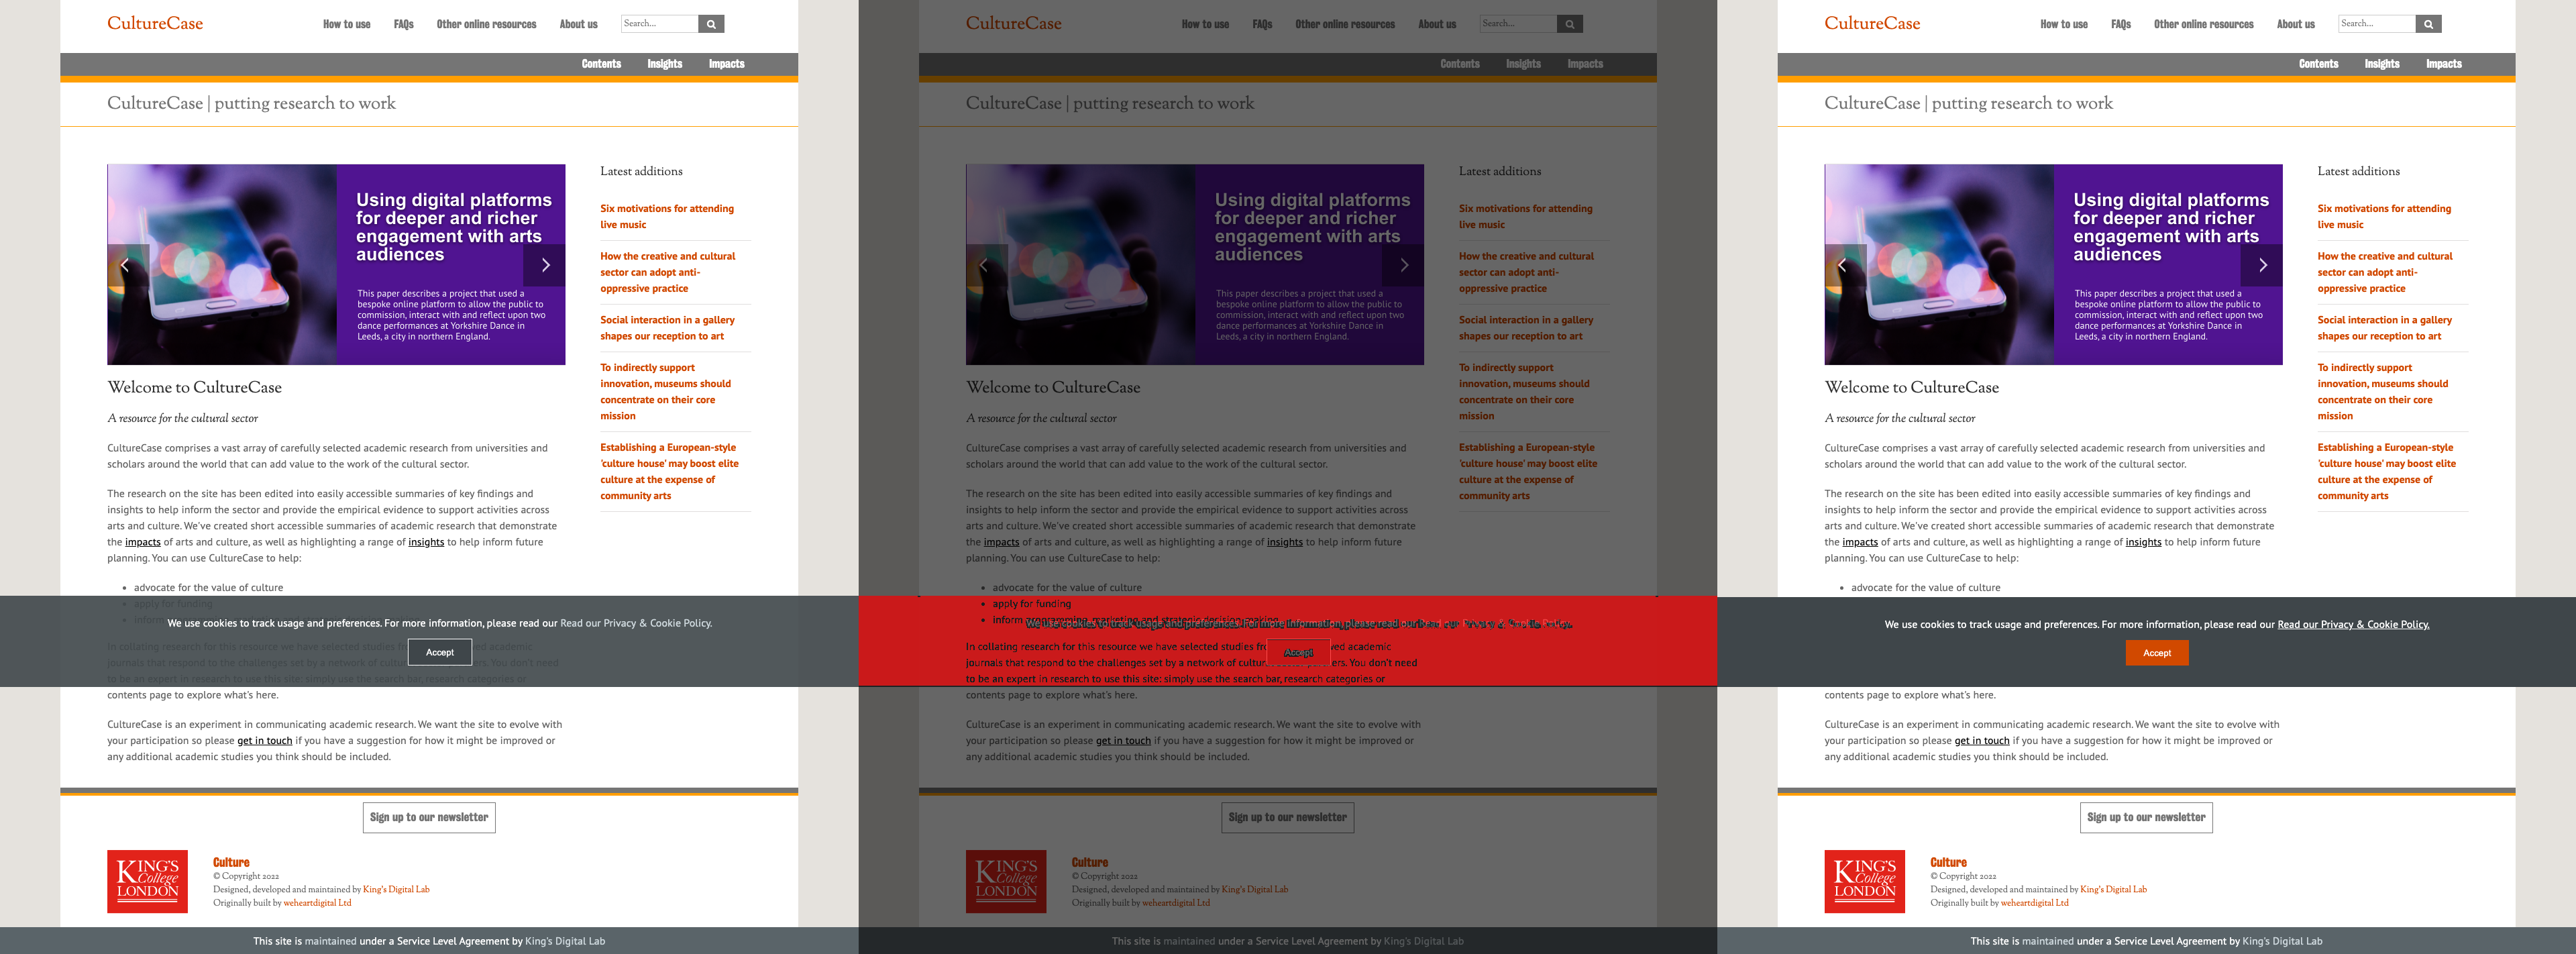 CultureCase
How to use FAQs Other online resources About us Search...
Contents Insights Impacts
CultureCase | putting research to work
Using digital platforms
for deeper and richer
engagement with arts
audiences
This paper describes a project that used a
bespoke online platform to allow the public to
commission, interact with and reflect upon two
dance performances at Yorkshire Dance in
Leeds, a city in northern England.
Latest additions
Six motivations for attending
live music
How the creative and cultural
sector can adopt anti-
oppressive practice
Social interaction in a gallery
shapes our reception to art
To indirectly support
innovation, museums should
concentrate on their core
mission
Establishing a European-style
'culture house' may boost elite
culture at the expense of
community arts
Welcome to CultureCase
A resource for the cultural sector
CultureCase comprises a vast array of carefully selected academic research from universities and
scholars around the world that can add value to the work of the cultural sector.
The research on the site has been edited into easily accessible summaries of key findings and
insights to help inform the sector and provide the empirical evidence to support activities across
arts and culture. We've created short accessible summaries of academic research that demonstrate
the impacts of arts and culture, as well as highlighting a range of insights to help inform future
planning. You can use CultureCase to help:
• advocate for the value of culture
• apply for funding
• inform
We use cookies to track usage and preferences. For more information, please read our Read our Privacy & Cookie Policy.
In collating research for this resource we have selected studies academic
Accept
journals that respond to the challenges set by a network of You don't need
to be an expert in research to use this site: simply use the search bar, research categories or
contents page to explore what's here.
CultureCase is an experiment in communicating academic research. We want the site to evolve with
your participation so please get in touch if you have a suggestion for how it might be improved or
any additional academic studies you think should be included.
Sign up to our newsletter
KING'S
College
LONDON
Culture
© Copyright 2022
Designed, developed and maintained by King's Digital Lab
Originally built by weheartdigital Ltd
This site is maintained under a Service Level Agreement by King's Digital Lab
CultureCase
How to use FAQs Other online resources About us Search...
Contents Insights Impacts
CultureCase | putting research to work
Using digital platforms
for deeper and richer
engagement with arts
audiences
This paper describes a project that used a
bespoke online platform to allow the public to
commission, interact with and reflect upon two
dance performances at Yorkshire Dance in
Leeds, a city in northern England.
Latest additions
Six motivations for attending
live music
How the creative and cultural
sector can adopt anti-
oppressive practice
Social interaction in a gallery
shapes our reception to art
To indirectly support
innovation, museums should
concentrate on their core
mission
Establishing a European-style
'culture house' may boost elite
culture at the expense of
community arts
Welcome to CultureCase
A resource for the cultural sector
CultureCase comprises a vast array of carefully selected academic research from universities and
scholars around the world that can add value to the work of the cultural sector.
The research on the site has been edited into easily accessible summaries of key findings and
insights to help inform the sector and provide the empirical evidence to support activities across
arts and culture. We've created short accessible summaries of academic research that demonstrate
the impacts of arts and culture, as well as highlighting a range of insights to help inform future
planning. You can use CultureCase to help:
• advocate for the value of culture
• apply for funding
• inform programming, marketing and strategic decision-making
In collating research for this resource we have selected studies academic
Accept
journals that respond to the challenges set by a network of You don't need
to be an expert in research to use this site: simply use the search bar, research categories or
contents page to explore what's here.
CultureCase is an experiment in communicating academic research. We want the site to evolve with
your participation so please get in touch if you have a suggestion for how it might be improved or
any additional academic studies you think should be included.
Sign up to our newsletter
KING'S
College
LONDON
Culture
© Copyright 2022
Designed, developed and maintained by King's Digital Lab
Originally built by weheartdigital Ltd
This site is maintained under a Service Level Agreement by King's Digital Lab
CultureCase
How to use FAQs Other online resources About us Search...
Contents Insights Impacts
CultureCase | putting research to work
Using digital platforms
for deeper and richer
engagement with arts
audiences
This paper describes a project that used a
bespoke online platform to allow the public to
commission, interact with and reflect upon two
dance performances at Yorkshire Dance in
Leeds, a city in northern England.
Latest additions
Six motivations for attending
live music
How the creative and cultural
sector can adopt anti-
oppressive practice
Social interaction in a gallery
shapes our reception to art
To indirectly support
innovation, museums should
concentrate on their core
mission
Establishing a European-style
'culture house' may boost elite
culture at the expense of
community arts
Welcome to CultureCase
A resource for the cultural sector
CultureCase comprises a vast array of carefully selected academic research from universities and
scholars around the world that can add value to the work of the cultural sector.
The research on the site has been edited into easily accessible summaries of key findings and
insights to help inform the sector and provide the empirical evidence to support activities across
arts and culture. We've created short accessible summaries of academic research that demonstrate
the impacts of arts and culture, as well as highlighting a range of insights to help inform future
planning. You can use CultureCase to help:
• advocate for the value of culture
We use cookies to track usage and preferences. For more information, please read our Read our Privacy & Cookie Policy.
Accept
contents page to explore what's here.
CultureCase is an experiment in communicating academic research. We want the site to evolve with
your participation so please get in touch if you have a suggestion for how it might be improved or
any additional academic studies you think should be included.
Sign up to our newsletter
KING'S
College
LONDON
Culture
© Copyright 2022
Designed, developed and maintained by King's Digital Lab
Originally built by weheartdigital Ltd
This site is maintained under a Service Level Agreement by King's Digital Lab